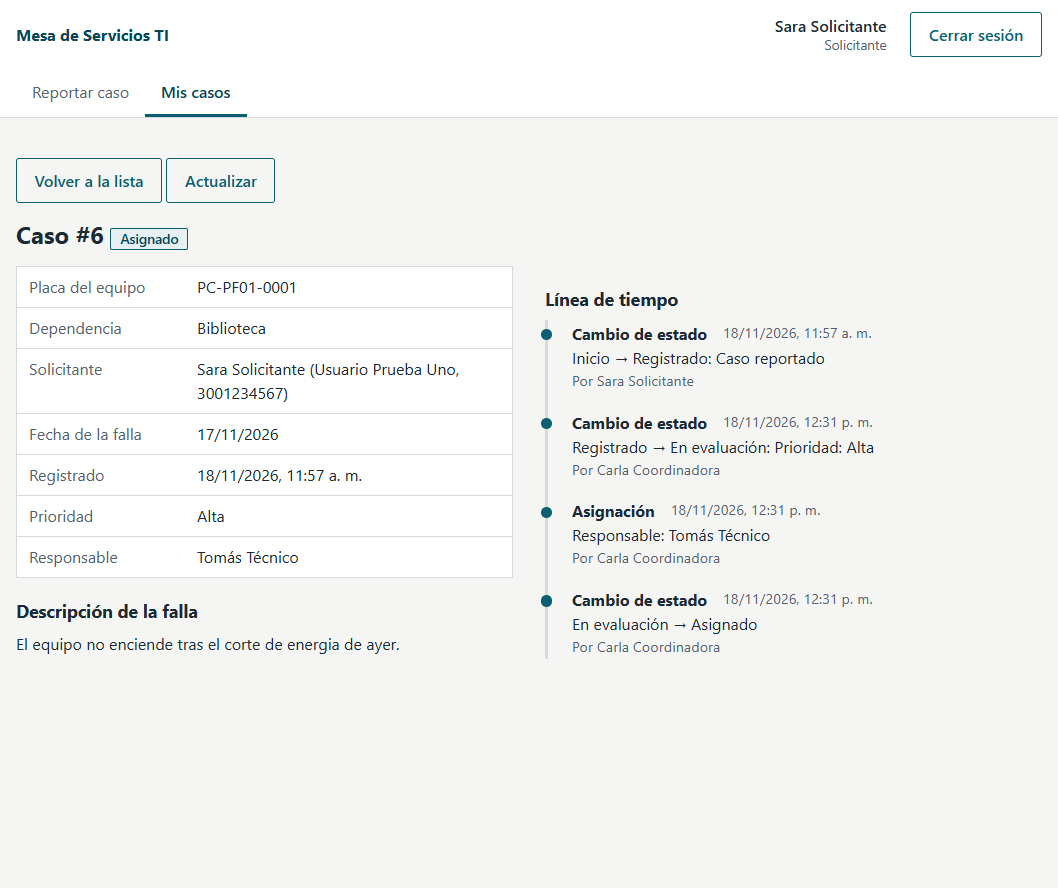 Mesa de Servicios TI
Sara Solicitante
Solicitante
Cerrar sesión
Reportar caso
Mis casos
Volver a la lista
Actualizar
Caso #6 Asignado
Placa del equipo PC-PF01-0001
Dependencia Biblioteca
Solicitante Sara Solicitante (Usuario Prueba Uno,
3001234567)
Fecha de la falla 17/11/2026
Registrado 18/11/2026, 11:57 a. m.
Prioridad Alta
Responsable Tomás Técnico
Descripción de la falla
El equipo no enciende tras el corte de energia de ayer.
Línea de tiempo
Cambio de estado 18/11/2026, 11:57 a. m.
Inicio → Registrado: Caso reportado
Por Sara Solicitante
Cambio de estado 18/11/2026, 12:31 p. m.
Registrado → En evaluación: Prioridad: Alta
Por Carla Coordinadora
Asignación 18/11/2026, 12:31 p. m.
Responsable: Tomás Técnico
Por Carla Coordinadora
Cambio de estado 18/11/2026, 12:31 p. m.
En evaluación → Asignado
Por Carla Coordinadora